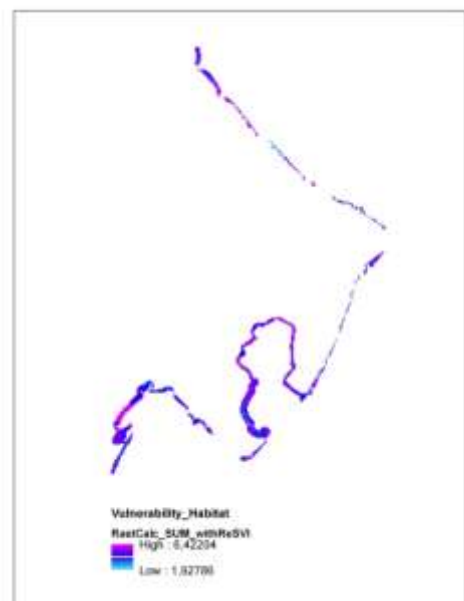 Vulnerability_Habitat
RastCalc_SUM_withReSVI
High : 6,42204
Low : 1,92786